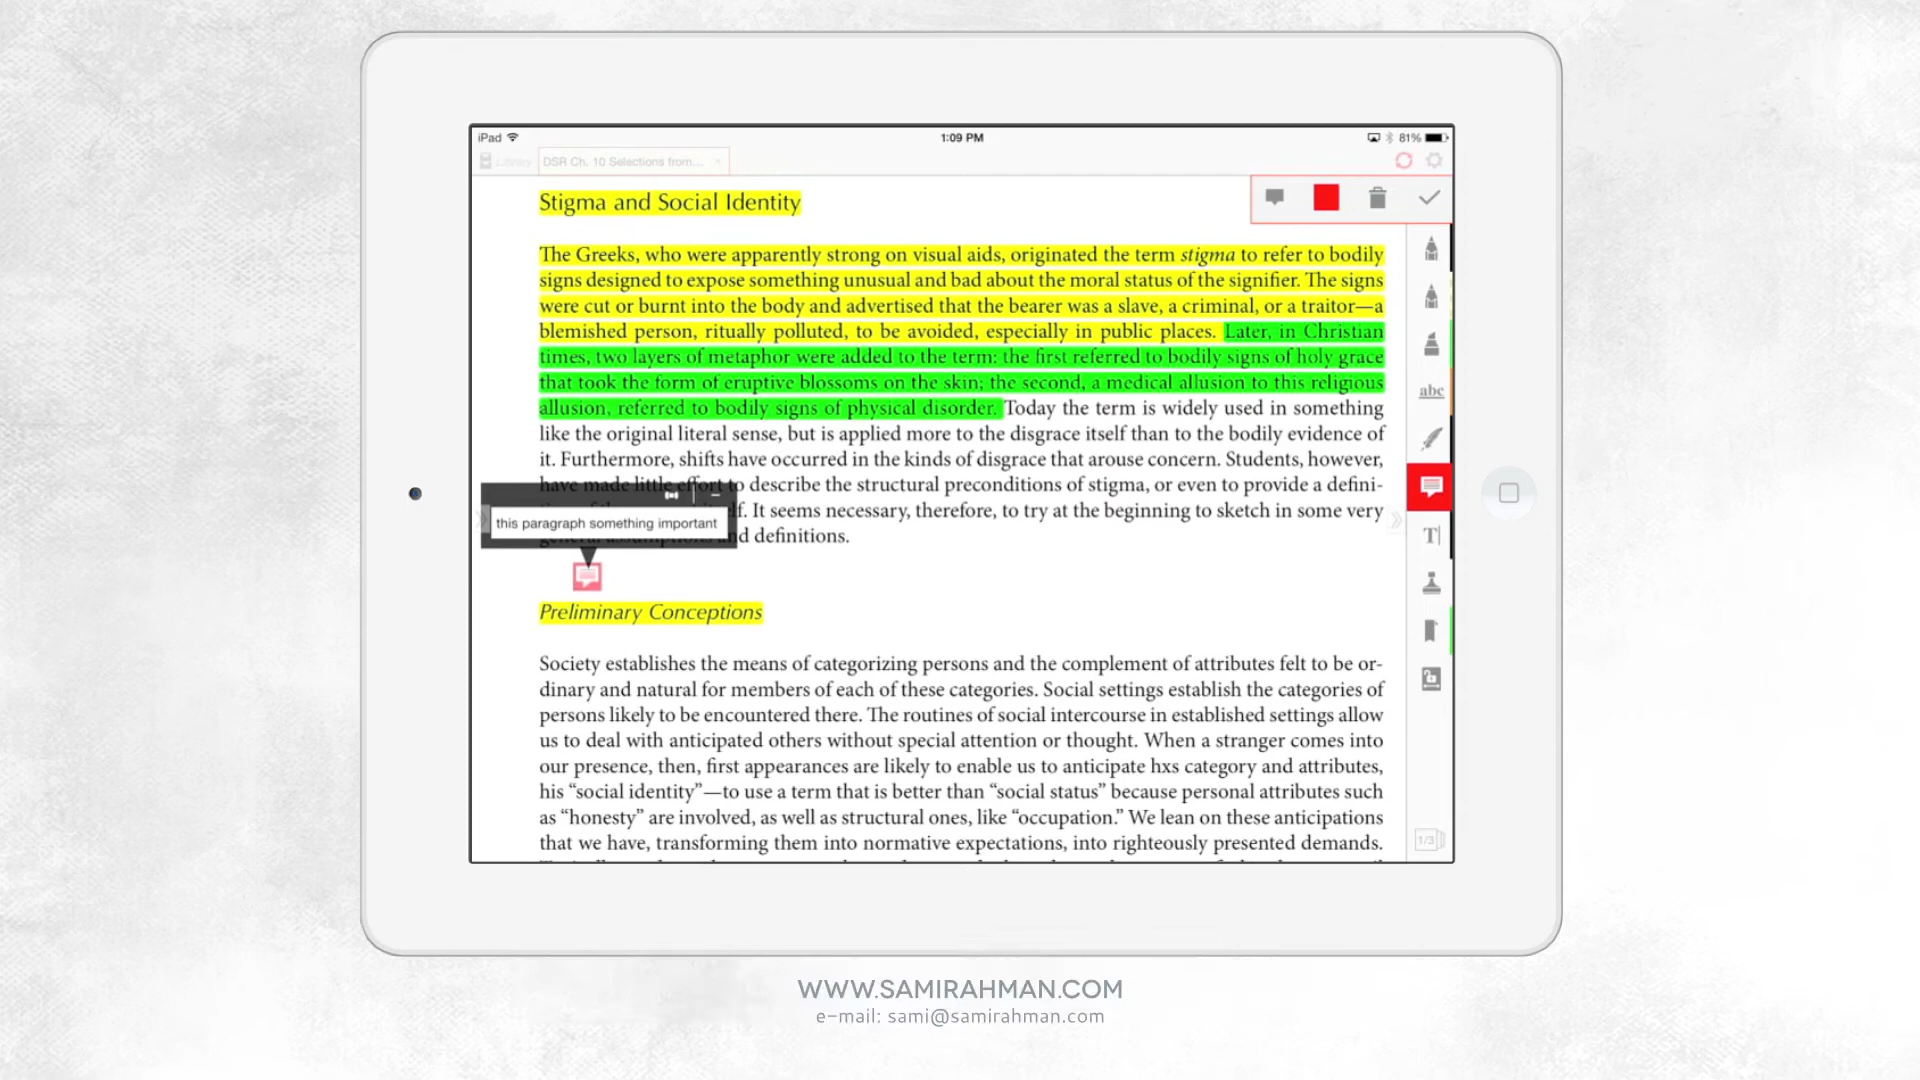 iPad
1:09 PM
81%
Library
DSR Ch. 10 Selections from...
Stigma and Social Identity
The Greeks, who were apparently strong on visual aids, originated the term stigma to refer to bodily
signs designed to expose something unusual and bad about the moral status of the signifier. The signs
were cut or burnt into the body and advertised that the bearer was a slave, a criminal, or a traitor—a
blemished person, ritually polluted, to be avoided, especially in public places. Later, in Christian
times, two layers of metaphor were added to the term: the first referred to bodily signs of holy grace
that took the form of eruptive blossoms on the skin; the second, a medical allusion to this religious
allusion, referred to bodily signs of physical disorder. Today the term is widely used in something
like the original literal sense, but is applied more to the disgrace itself than to the bodily evidence of
it. Furthermore, shifts have occurred in the kinds of disgrace that arouse concern. Students, however,
have made little effort to describe the structural preconditions of stigma, or even to provide a defini-
It seems necessary, therefore, to try at the beginning to sketch in some very
general assumptions and definitions.
this paragraph something important
Preliminary Conceptions
Society establishes the means of categorizing persons and the complement of attributes felt to be or-
dinary and natural for members of each of these categories. Social settings establish the categories of
persons likely to be encountered there. The routines of social intercourse in established settings allow
us to deal with anticipated others without special attention or thought. When a stranger comes into
our presence, then, first appearances are likely to enable us to anticipate hxs category and attributes,
his “social identity”—to use a term that is better than “social status” because personal attributes such
as “honesty” are involved, as well as structural ones, like “occupation.” We lean on these anticipations
that we have, transforming them into normative expectations, into righteously presented demands.
abc
T
1/3
WWW.SAMIRAHMAN.COM
e-mail: sami@samirahman.com